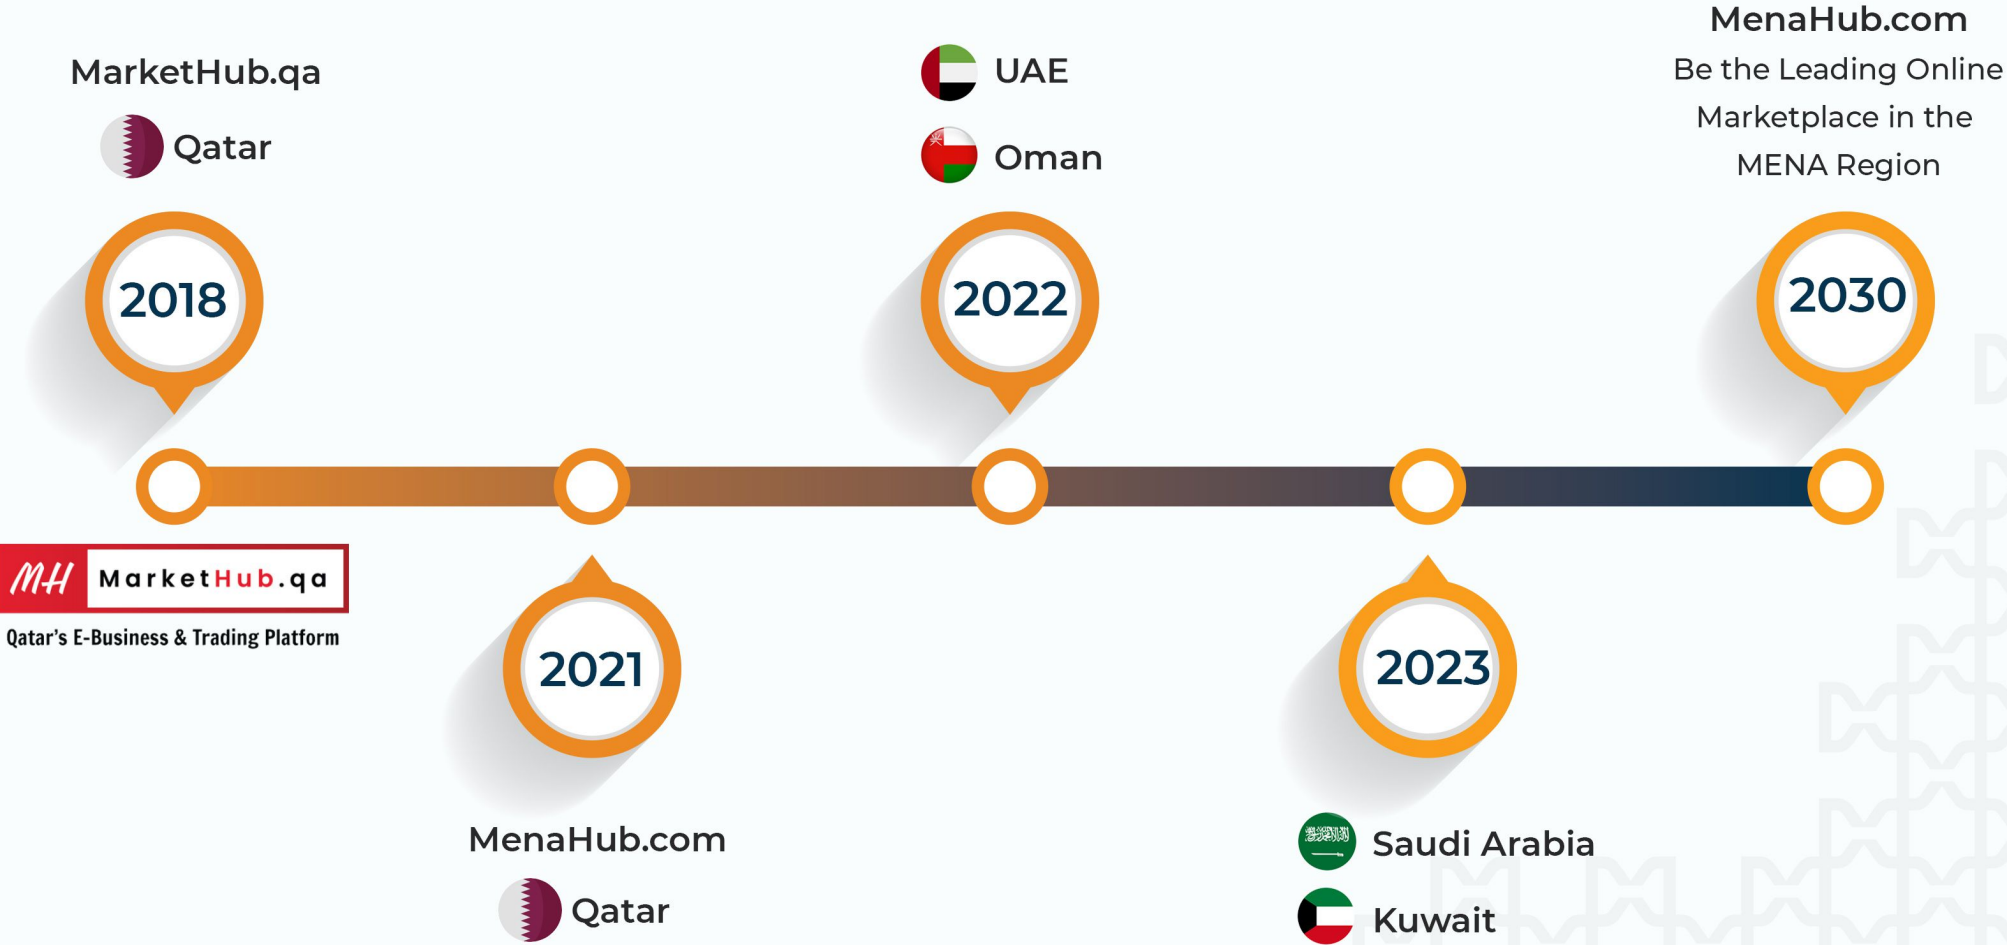 MarketHub.qa
Qatar
2018
MH MarketHub.qa
Qatar's E-Business & Trading Platform
2021
MenaHub.com
Qatar
UAE
Oman
2022
2023
Saudi Arabia
Kuwait
MenaHub.com
Be the Leading Online
Marketplace in the
MENA Region
2030